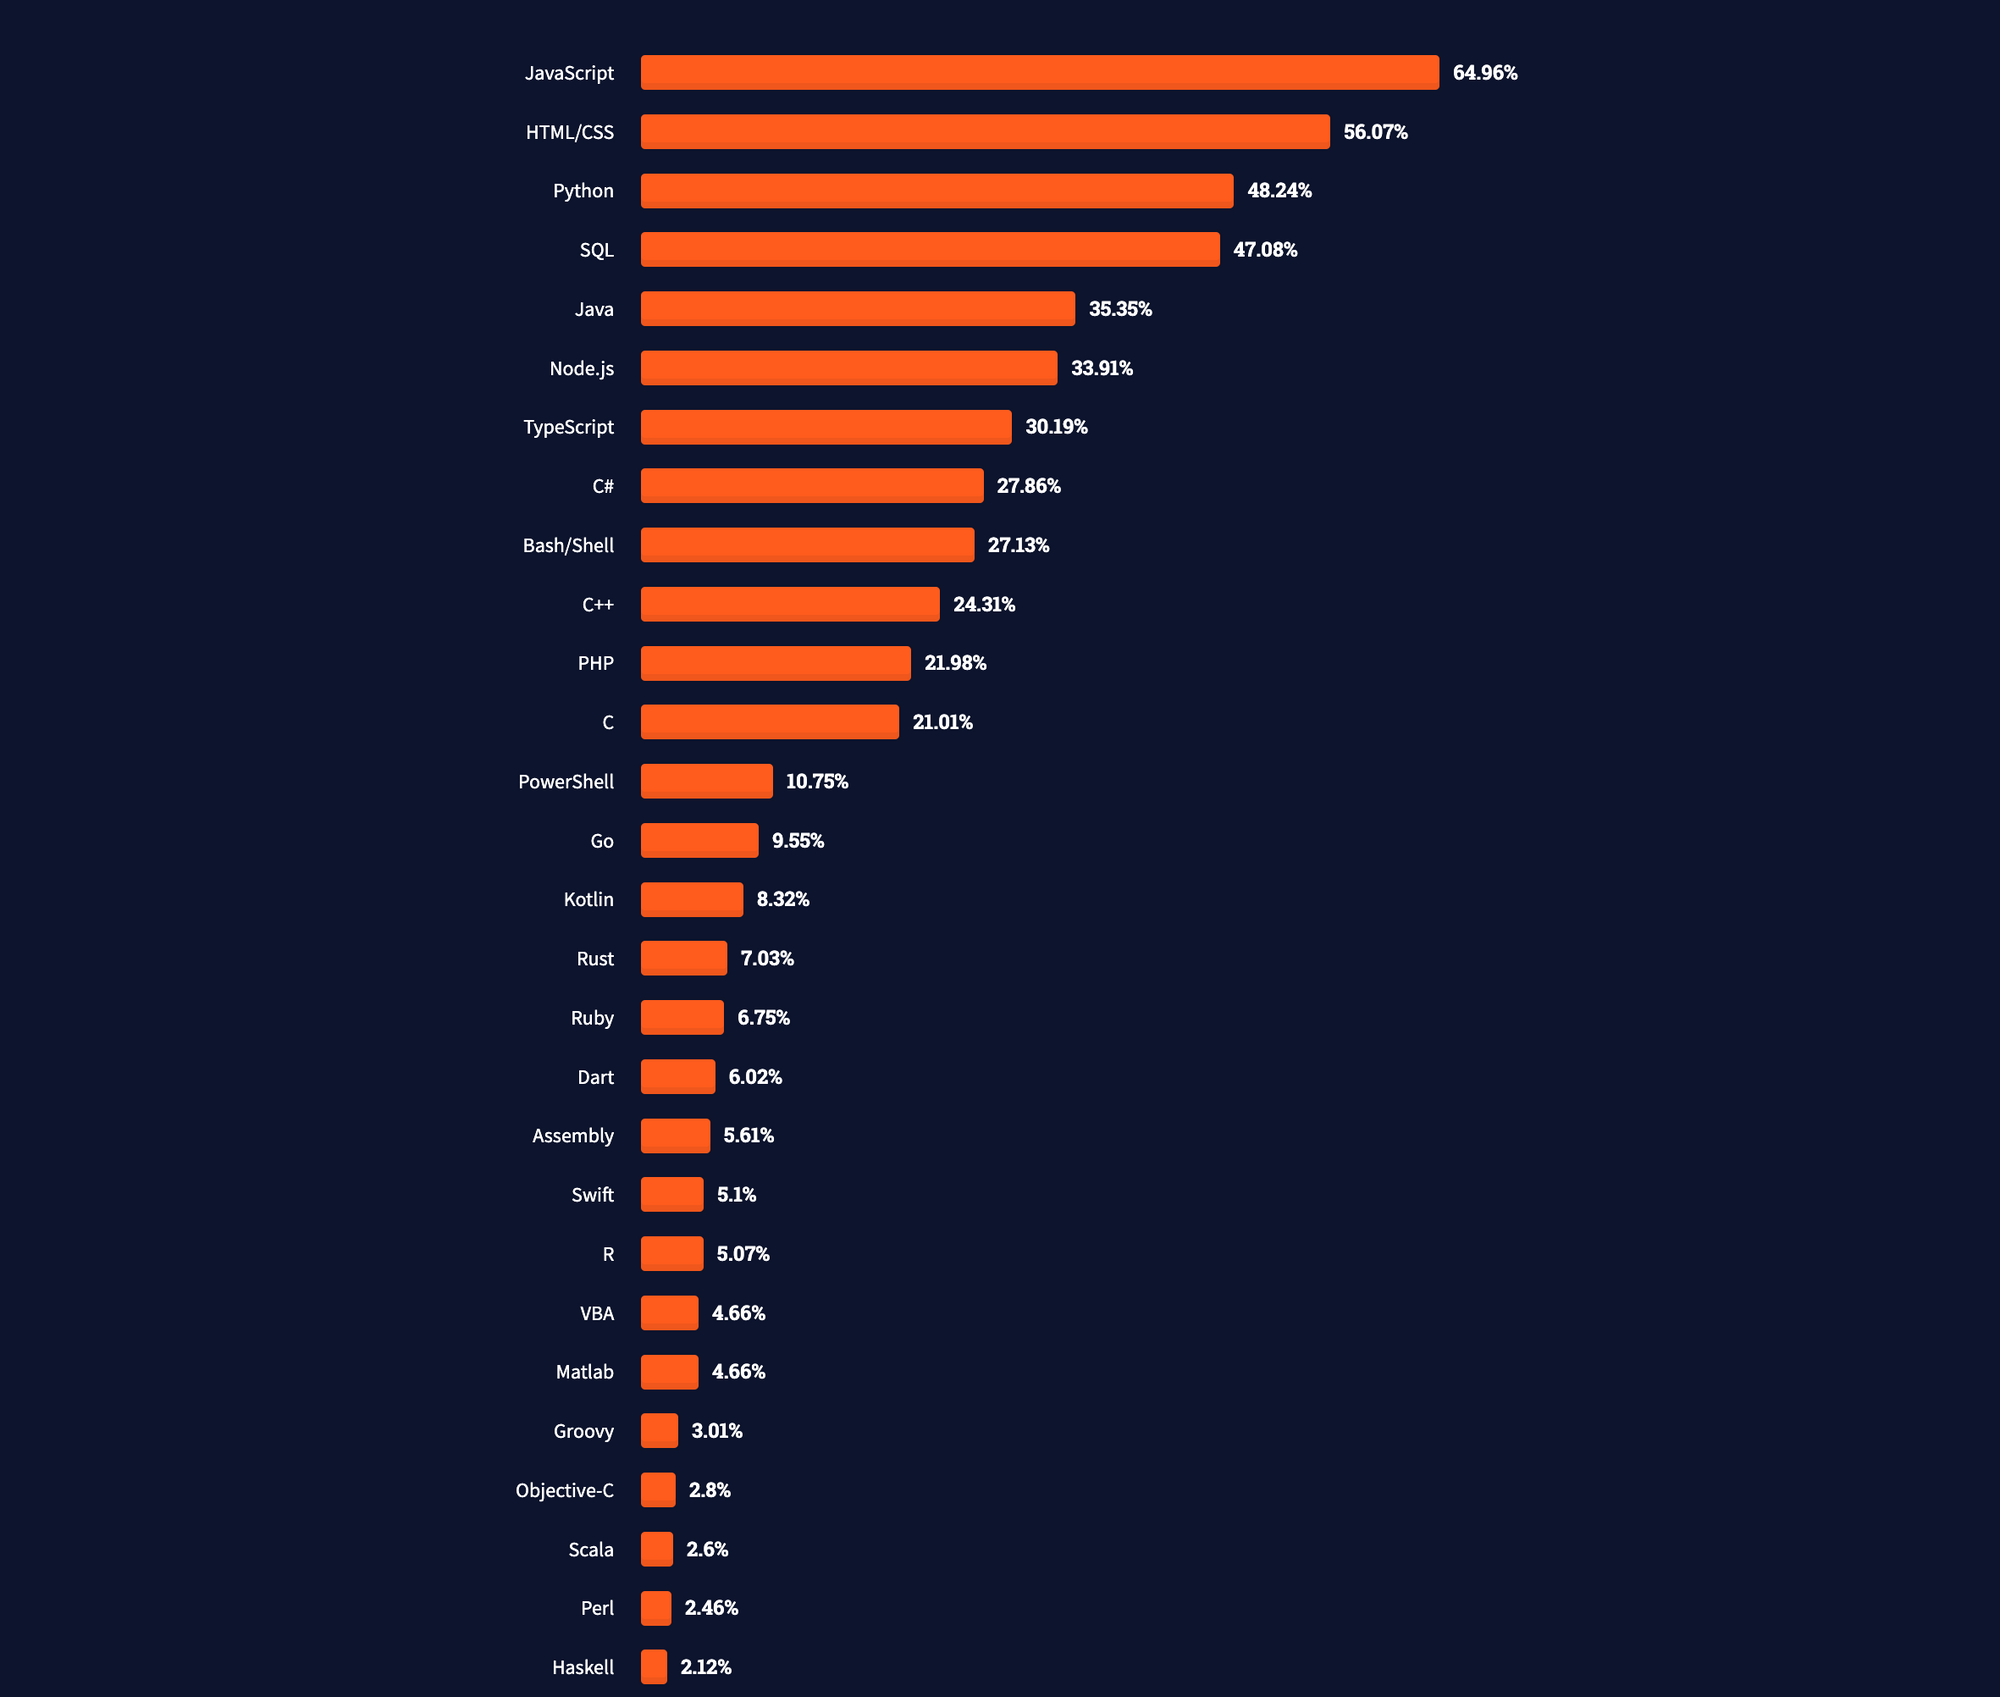 JavaScript 64.96%
HTML/CSS 56.07%
Python 48.24%
SQL 47.08%
Java 35.35%
Node.js 33.91%
TypeScript 30.19%
C# 27.86%
Bash/Shell 27.13%
C++ 24.31%
PHP 21.98%
C 21.01%
PowerShell 10.75%
Go 9.55%
Kotlin 8.32%
Rust 7.03%
Ruby 6.75%
Dart 6.02%
Assembly 5.61%
Swift 5.1%
R 5.07%
VBA 4.66%
Matlab 4.66%
Groovy 3.01%
Objective-C 2.8%
Scala 2.6%
Perl 2.46%
Haskell 2.12%